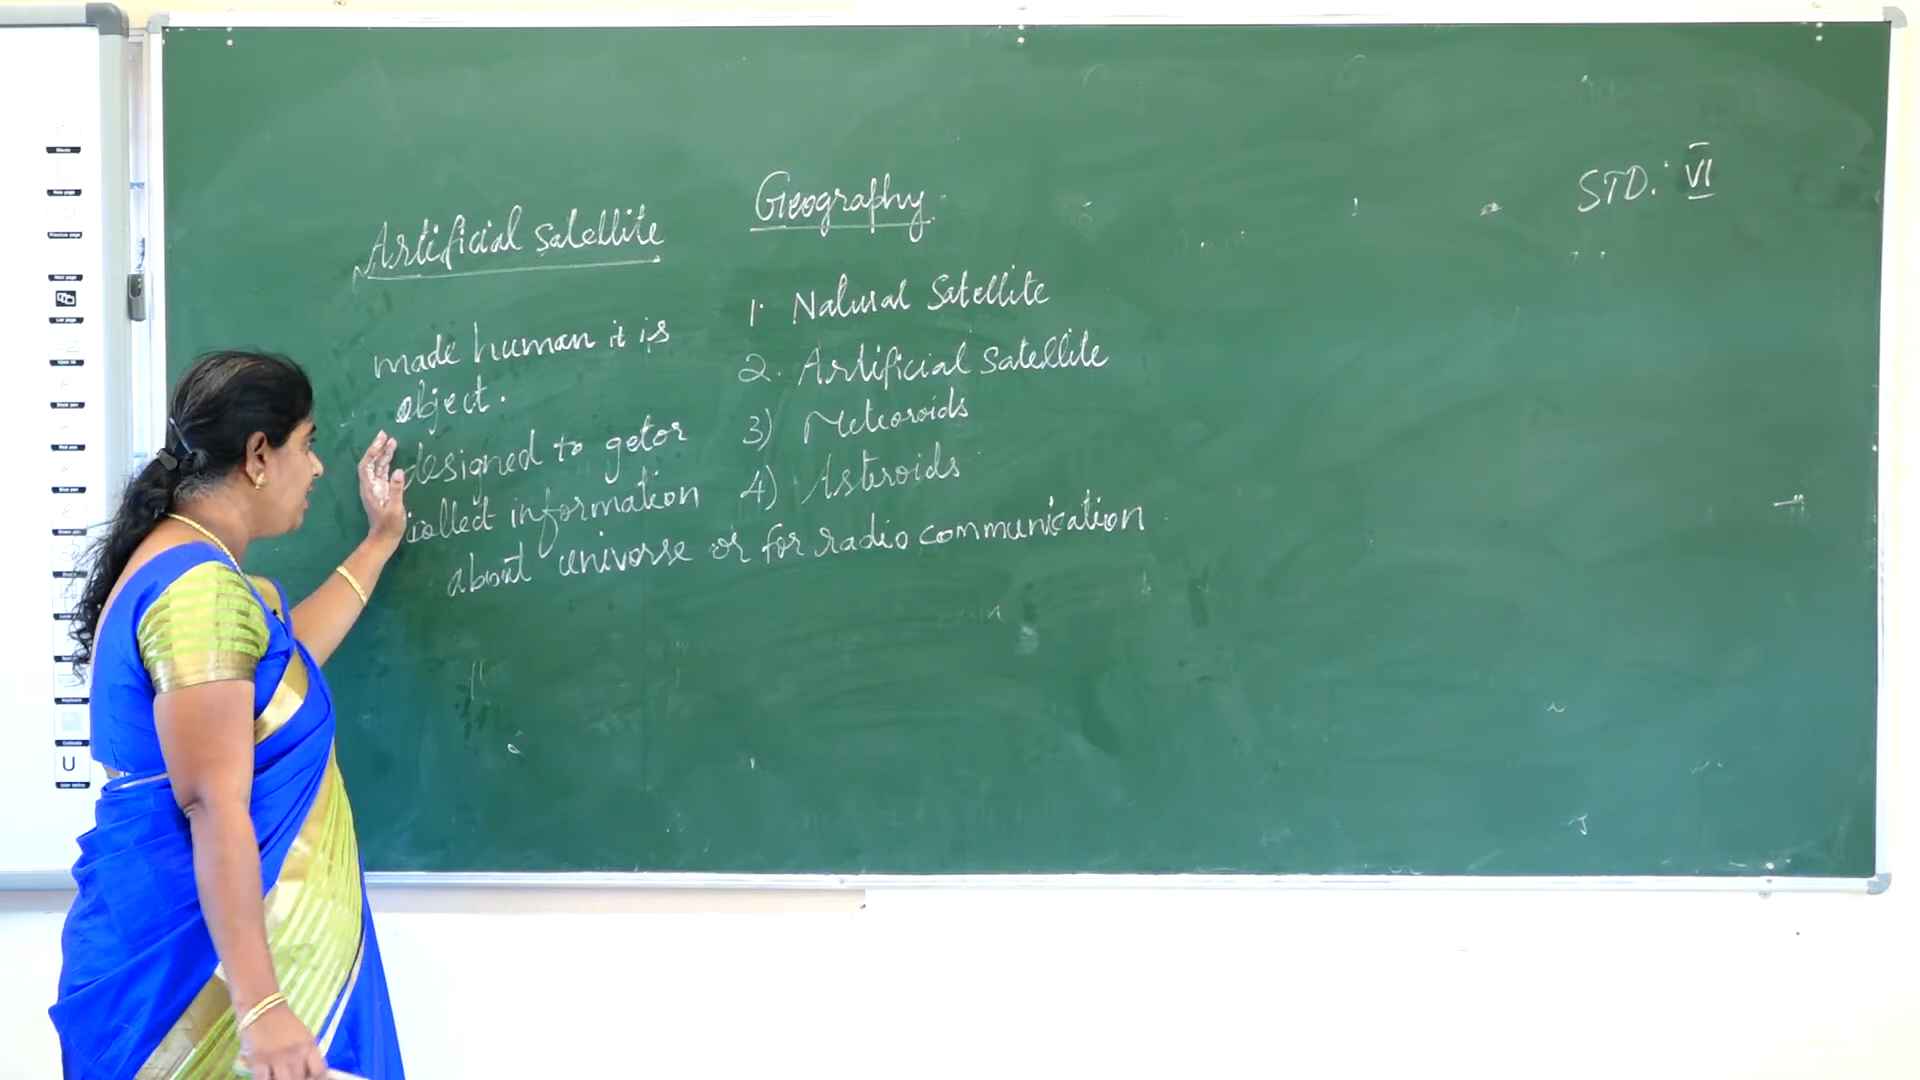 Geography
STD: VI
Artificial satellite
made human it is
object.
designed to get or
collect information
about universe or for radio communication
1. Natural Satellite
2. Artificial Satellite
3) Meteoroids
4) Asteroids
U